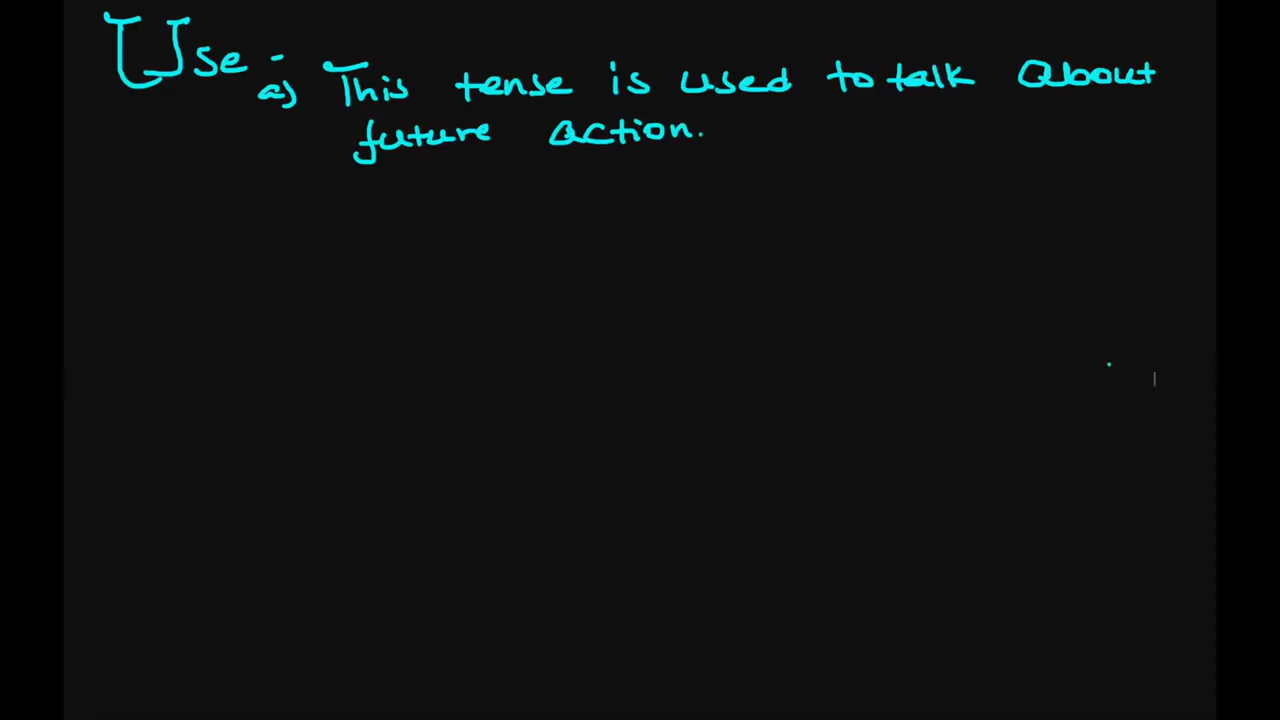 Use :-
a) This tense is used to talk about
future action.